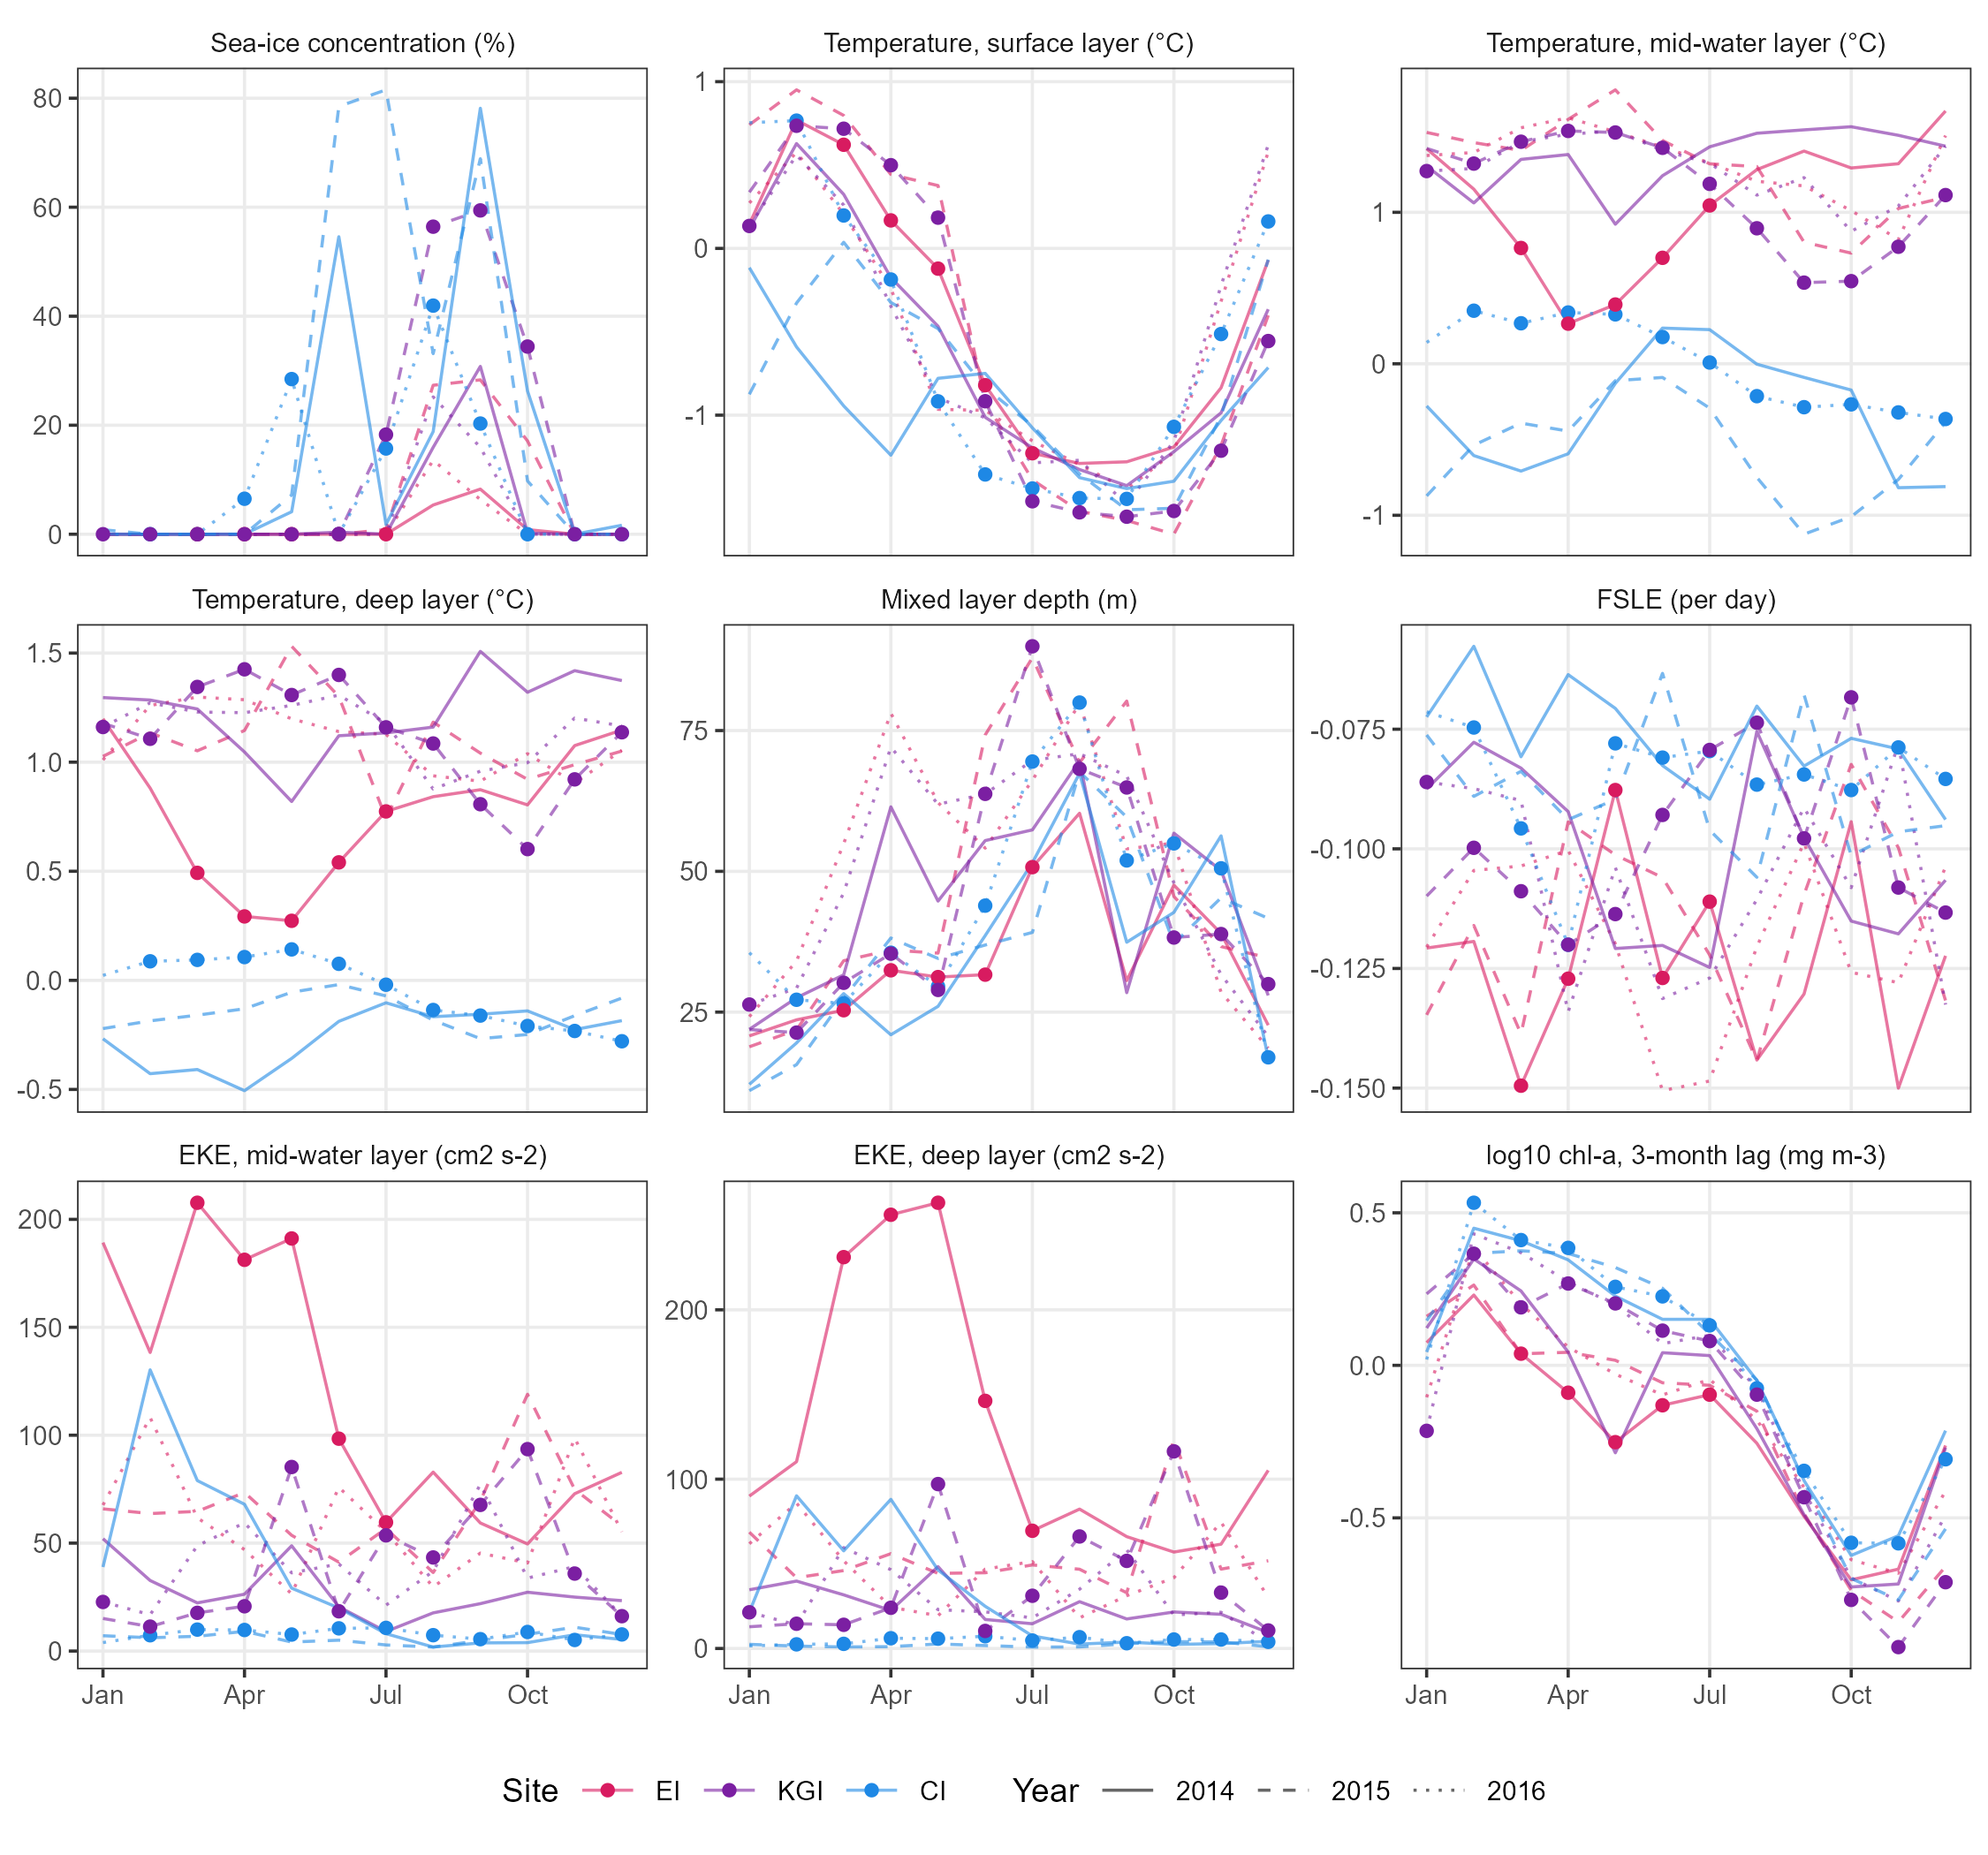 Sea-ice concentration (%)
Temperature, surface layer (°C)
Temperature, mid-water layer (°C)
80
60
40
20
0
1
0
-1
1
0
-1
Temperature, deep layer (°C)
Mixed layer depth (m)
FSLE (per day)
1.5
1.0
0.5
0.0
-0.5
75
50
25
-0.075
-0.100
-0.125
-0.150
EKE, mid-water layer (cm2 s-2)
EKE, deep layer (cm2 s-2)
log10 chl-a, 3-month lag (mg m-3)
200
150
100
50
0
200
100
0
0.5
0.0
-0.5
Jan Apr Jul Oct
Jan Apr Jul Oct
Jan Apr Jul Oct
Site EI KGI CI Year 2014 2015 2016